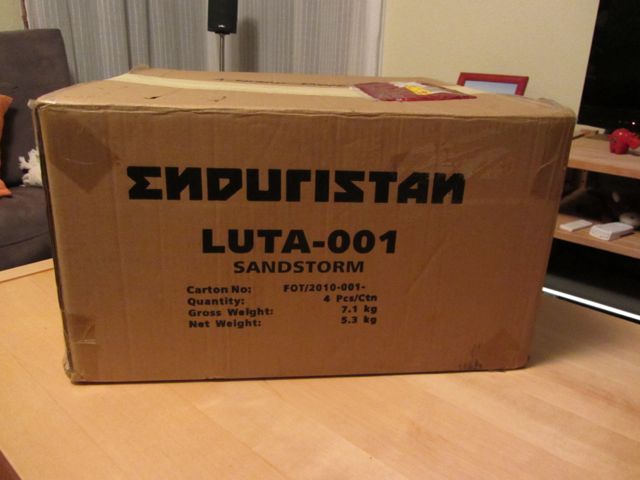 ENDURISTAN
LUTA-001
SANDSTORM
Carton No: FOT/2010-001-
Quantity: 4 Pcs/Ctn
Gross Weight: 7.1 kg
Net Weight: 5.3 kg